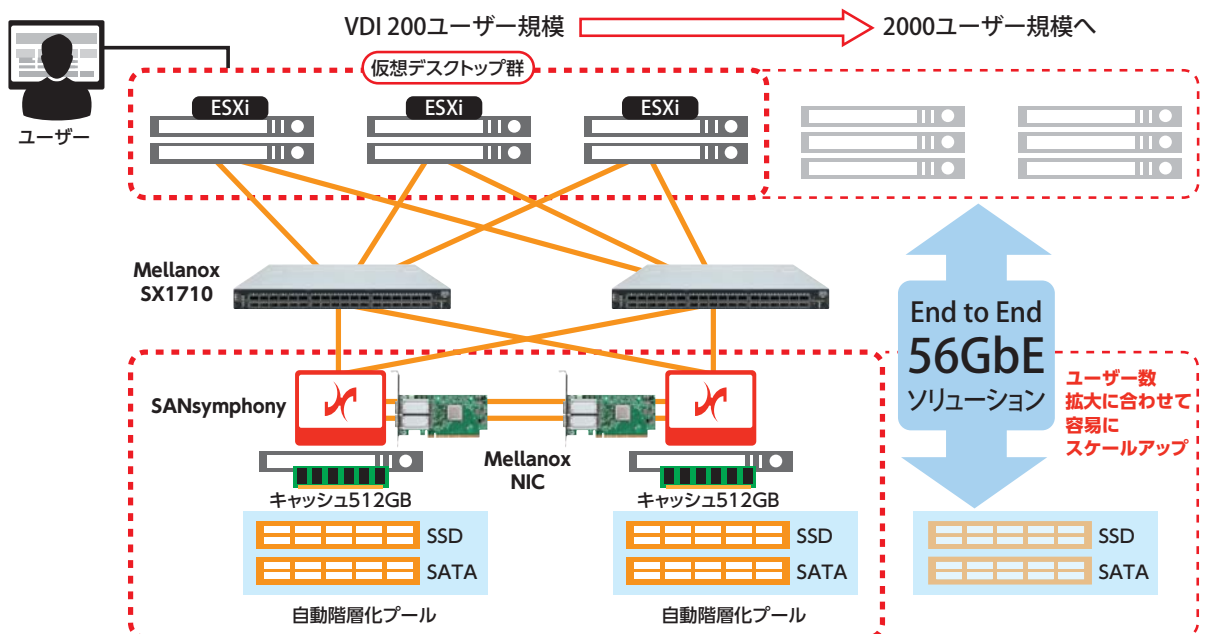 VDI 200ユーザー規模
2000ユーザー規模へ
仮想デスクトップ群
ユーザー
ESXi
ESXi
ESXi
Mellanox
SX1710
End to End
56GbE
ソリューション
ユーザー数
拡大に合わせて
容易に
スケールアップ
SANsymphony
Mellanox
NIC
キャッシュ512GB
キャッシュ512GB
SSD
SATA
SSD
SATA
SSD
SATA
自動階層化プール
自動階層化プール